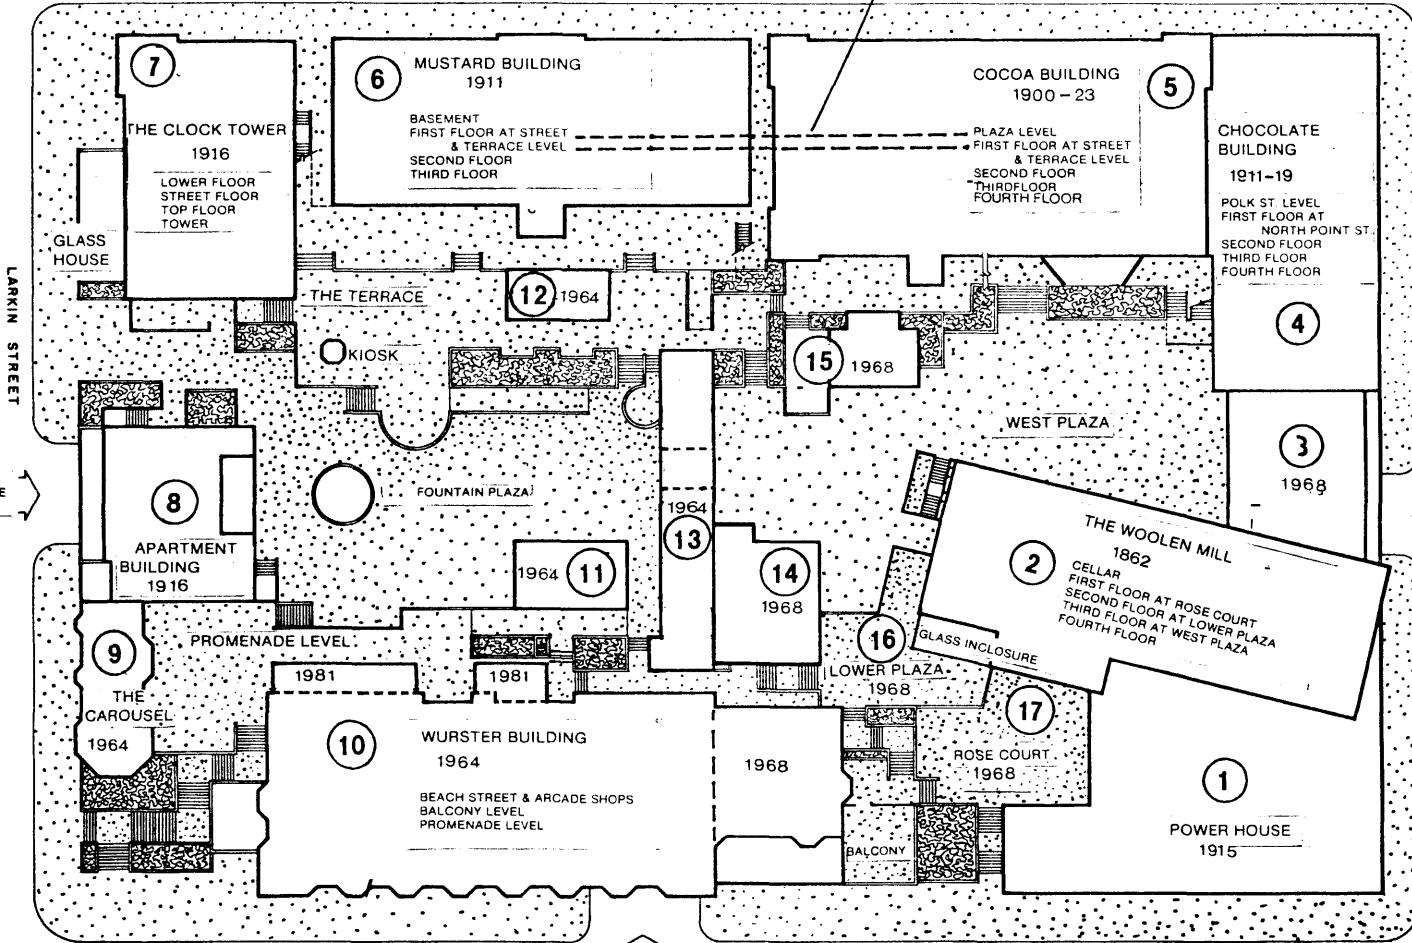 7
THE CLOCK TOWER
1916
LOWER FLOOR
STREET FLOOR
TOP FLOOR
TOWER
GLASS
HOUSE
LARKIN STREET
6
MUSTARD BUILDING
1911
BASEMENT
FIRST FLOOR AT STREET
& TERRACE LEVEL
SECOND FLOOR
THIRD FLOOR
5
COCOA BUILDING
1900-23
PLAZA LEVEL
FIRST FLOOR AT STREET
& TERRACE LEVEL
SECOND FLOOR
THIRDFLOOR
FOURTH FLOOR
CHOCOLATE
BUILDING
1911-19
POLK ST. LEVEL
FIRST FLOOR AT
NORTH POINT ST.
SECOND FLOOR
THIRD FLOOR
FOURTH FLOOR
4
THE TERRACE
12 1964
KIOSK
15
1968
WEST PLAZA
3
1968
E
8
APARTMENT
BUILDING
1916
FOUNTAIN PLAZA
1964
13
1964 11
14
1968
2
THE WOOLEN MILL
1862
CELLAR
FIRST FLOOR AT ROSE COURT
SECOND FLOOR AT LOWER PLAZA
THIRD FLOOR AT WEST PLAZA
FOURTH FLOOR
GLASS INCLOSURE
16
LOWER PLAZA
1968
17
ROSE COURT
1968
9
THE
CAROUSEL
1964
PROMENADE LEVEL
1981
1981
10
WURSTER BUILDING
1964
BEACH STREET & ARCADE SHOPS
BALCONY LEVEL
PROMENADE LEVEL
1968
BALCONY
1
POWER HOUSE
1915